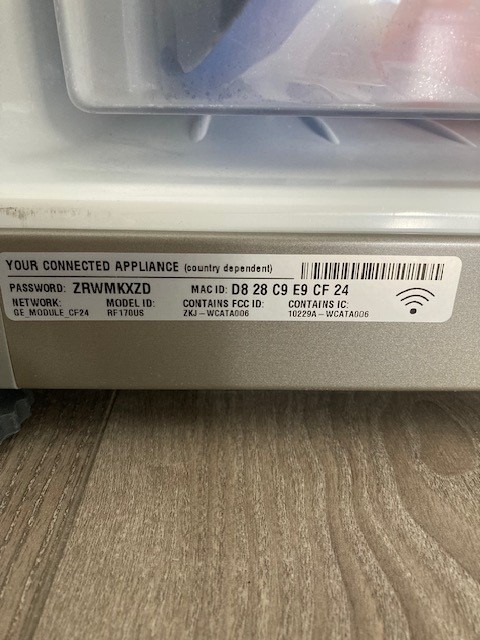 YOUR CONNECTED APPLIANCE (country dependent)
PASSWORD: ZRWMKXZD MAC ID: D8 28 C9 E9 CF 24
NETWORK: MODEL ID: CONTAINS FCC ID: CONTAINS IC:
GE_MODULE_CF24 RF170US ZKJ-WCATA006 10229A-WCATA006